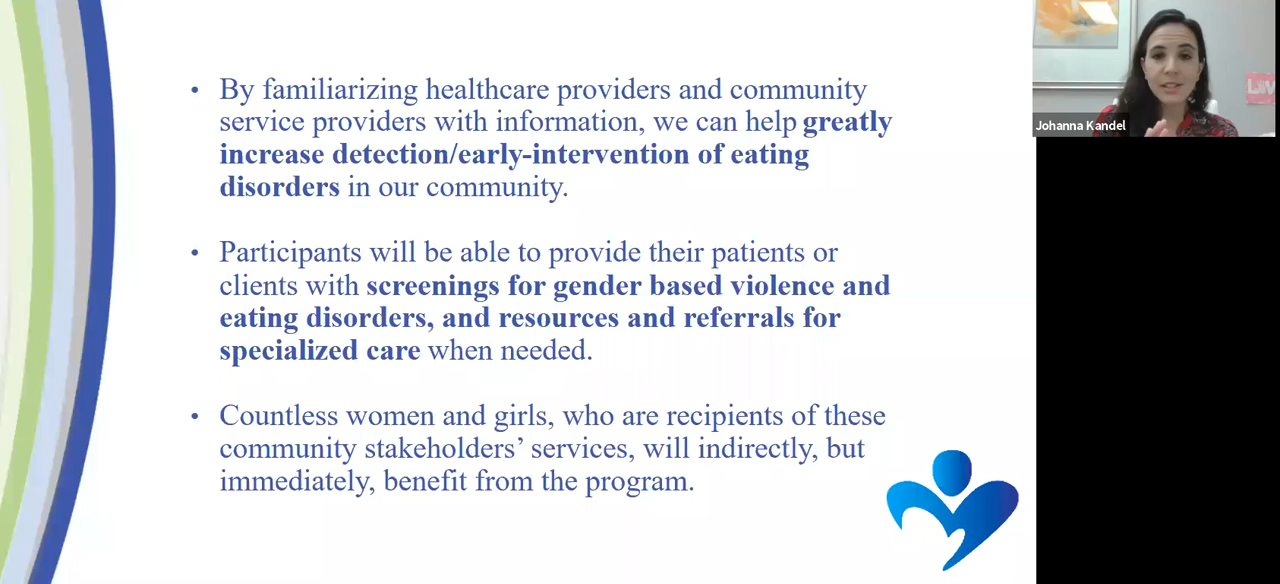 • By familiarizing healthcare providers and community
service providers with information, we can help greatly
increase detection/early-intervention of eating
disorders in our community.
• Participants will be able to provide their patients or
clients with screenings for gender based violence and
eating disorders, and resources and referrals for
specialized care when needed.
• Countless women and girls, who are recipients of these
community stakeholders’ services, will indirectly, but
immediately, benefit from the program.
Johanna Kandel